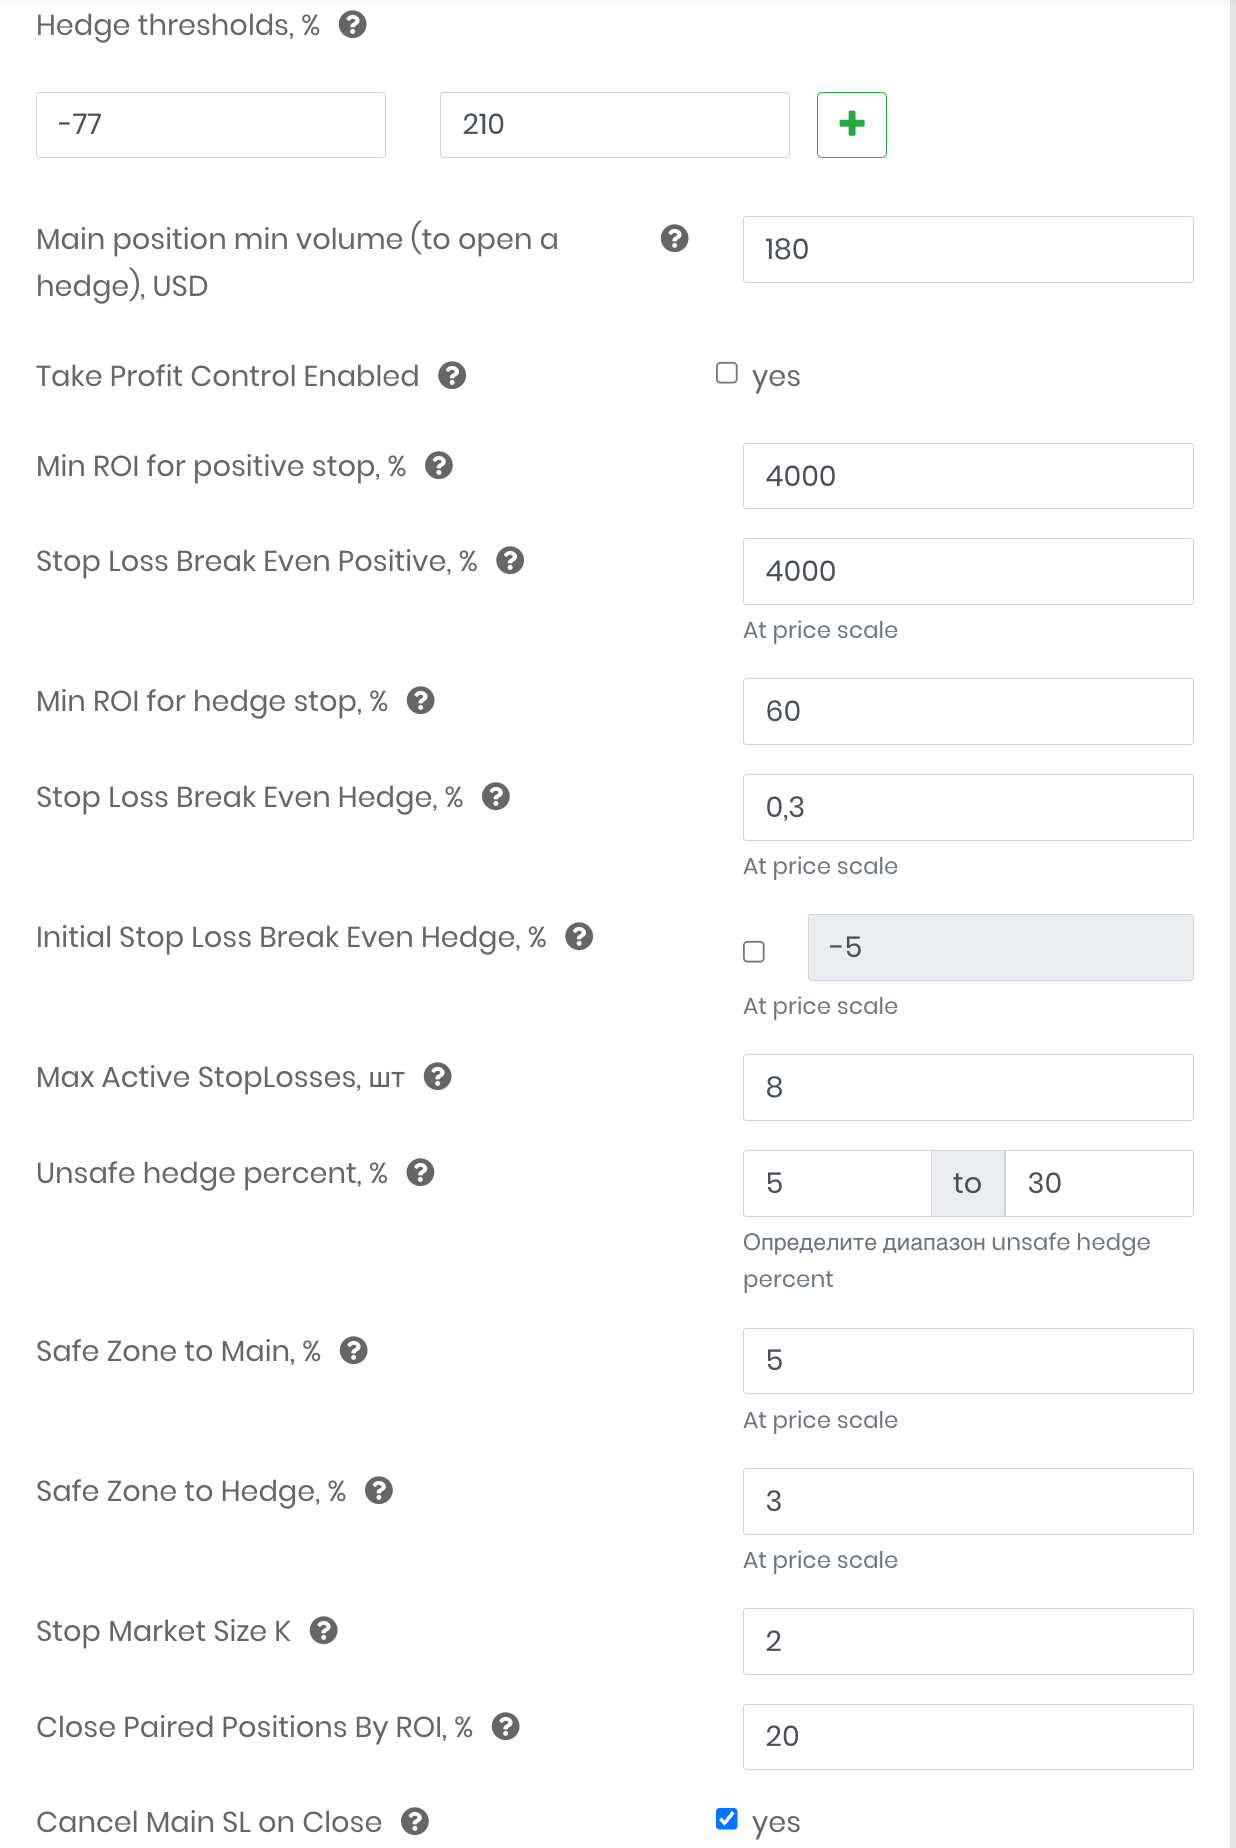 Hedge thresholds, %
-77 210
Main position min volume (to open a
hedge), USD
180
Take Profit Control Enabled yes
Min ROI for positive stop, % 4000
Stop Loss Break Even Positive, % 4000
At price scale
Min ROI for hedge stop, % 60
Stop Loss Break Even Hedge, % 0,3
At price scale
Initial Stop Loss Break Even Hedge, % -5
At price scale
Max Active StopLosses, шт 8
Unsafe hedge percent, % 5 to 30
Определите диапазон unsafe hedge
percent
Safe Zone to Main, % 5
At price scale
Safe Zone to Hedge, % 3
At price scale
Stop Market Size K 2
Close Paired Positions By ROI, % 20
Cancel Main SL on Close yes